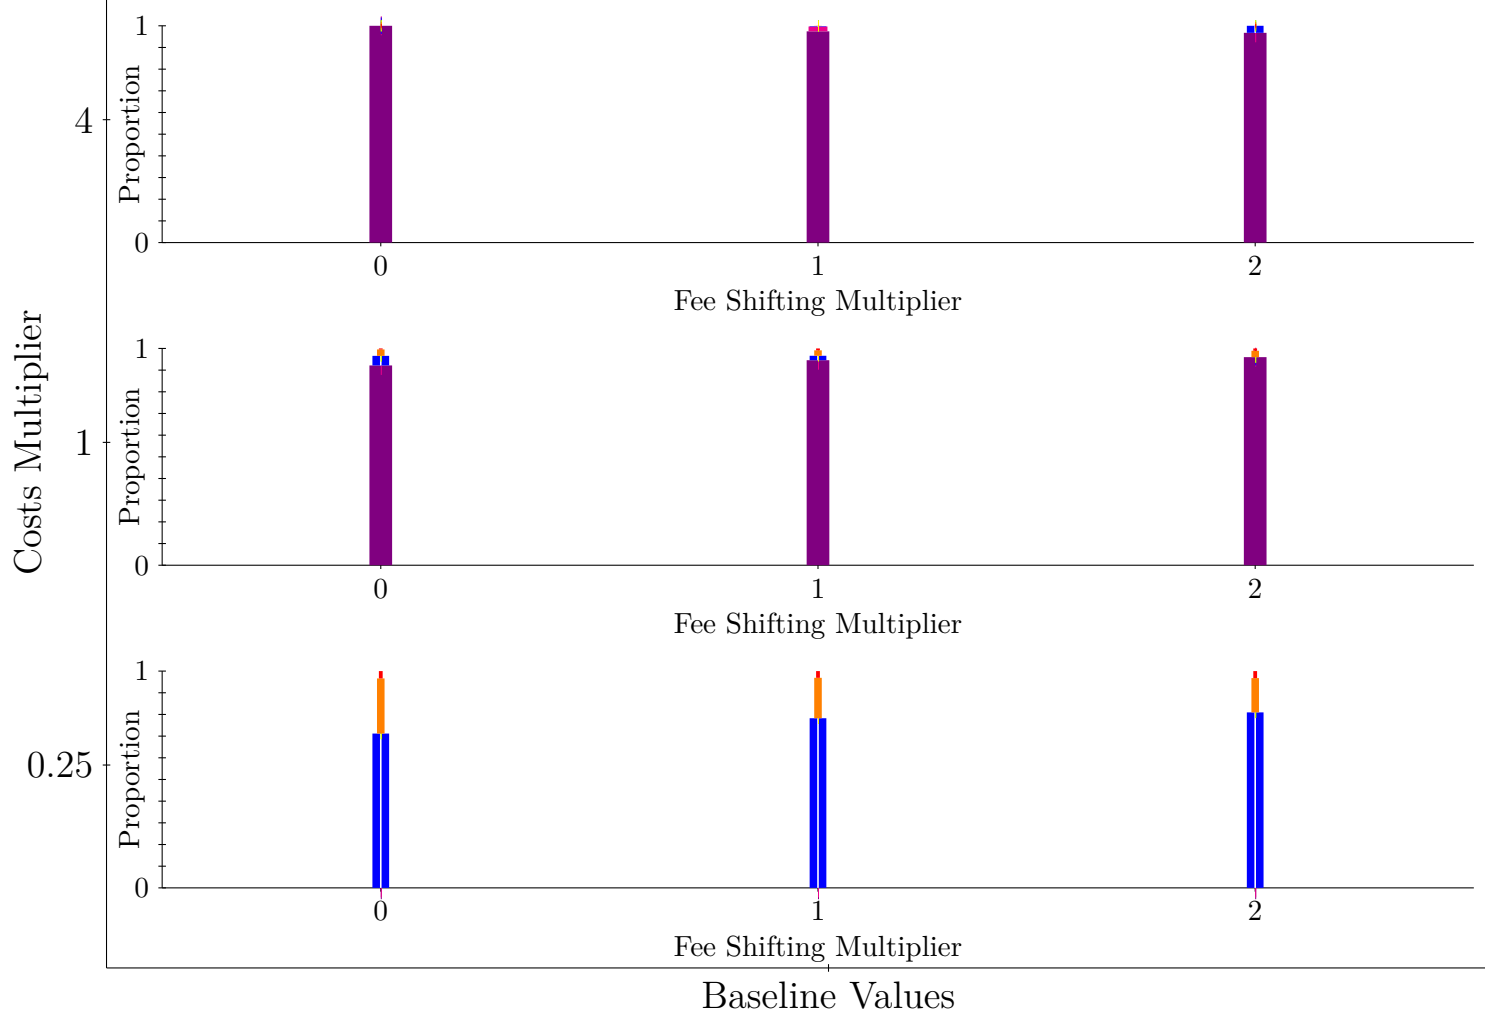 Costs Multiplier
4
Proportion
1
0
0 1 2
Fee Shifting Multiplier
1
Proportion
1
0
0 1 2
Fee Shifting Multiplier
0.25
Proportion
1
0
0 1 2
Fee Shifting Multiplier
Baseline Values